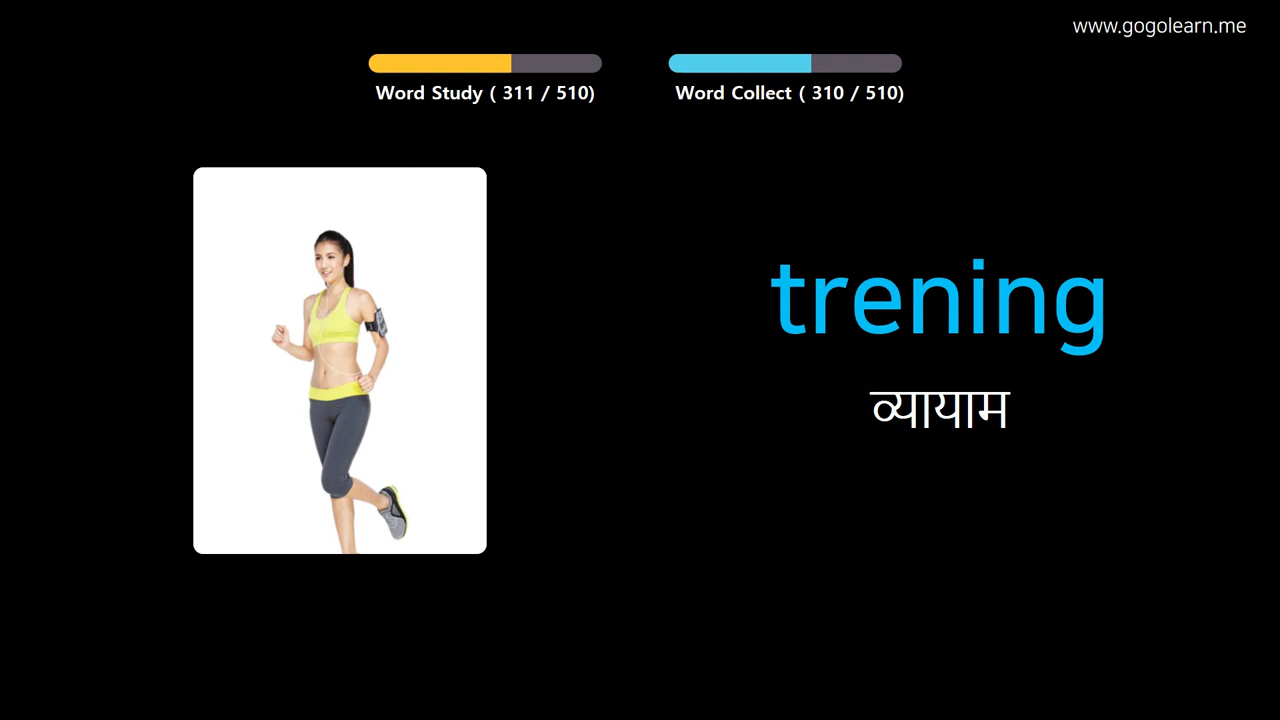 www.gogolearn.me
Word Study ( 311 / 510)
Word Collect ( 310 / 510)
trening
व्यायाम